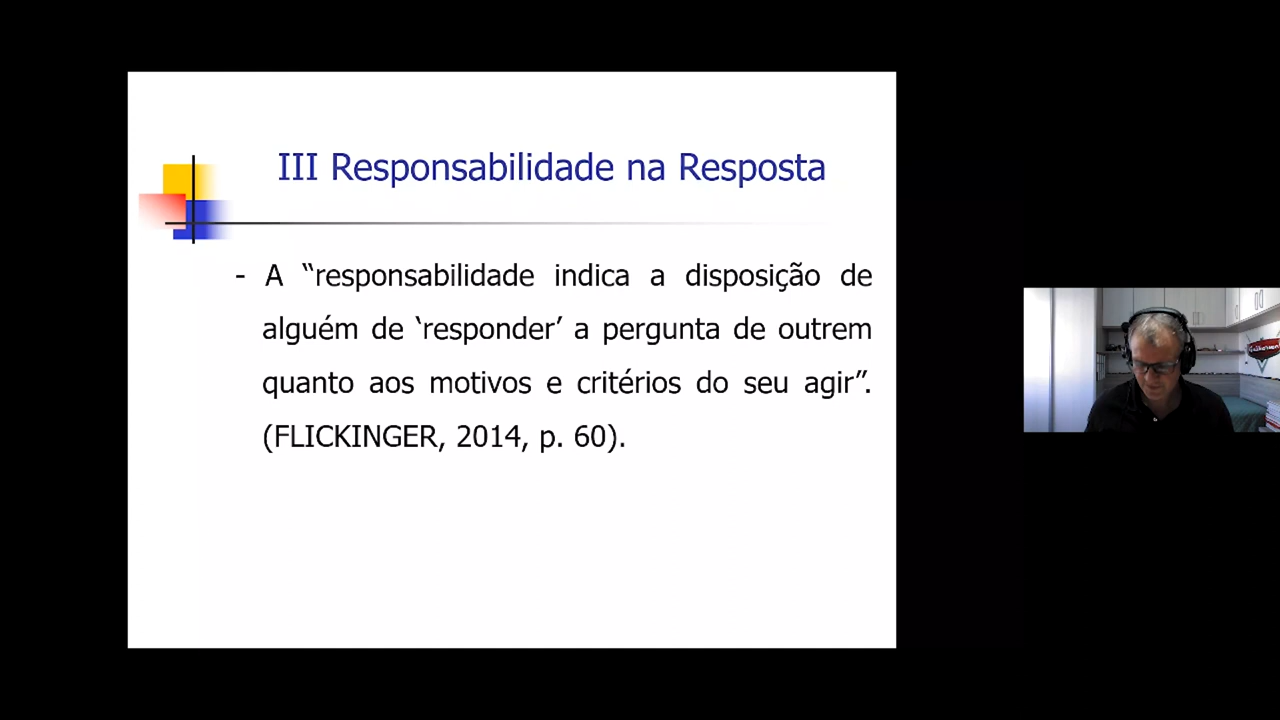 III Responsabilidade na Resposta
- A “responsabilidade indica a disposição de
alguém de ‘responder’ a pergunta de outrem
quanto aos motivos e critérios do seu agir”.
(FLICKINGER, 2014, p. 60).